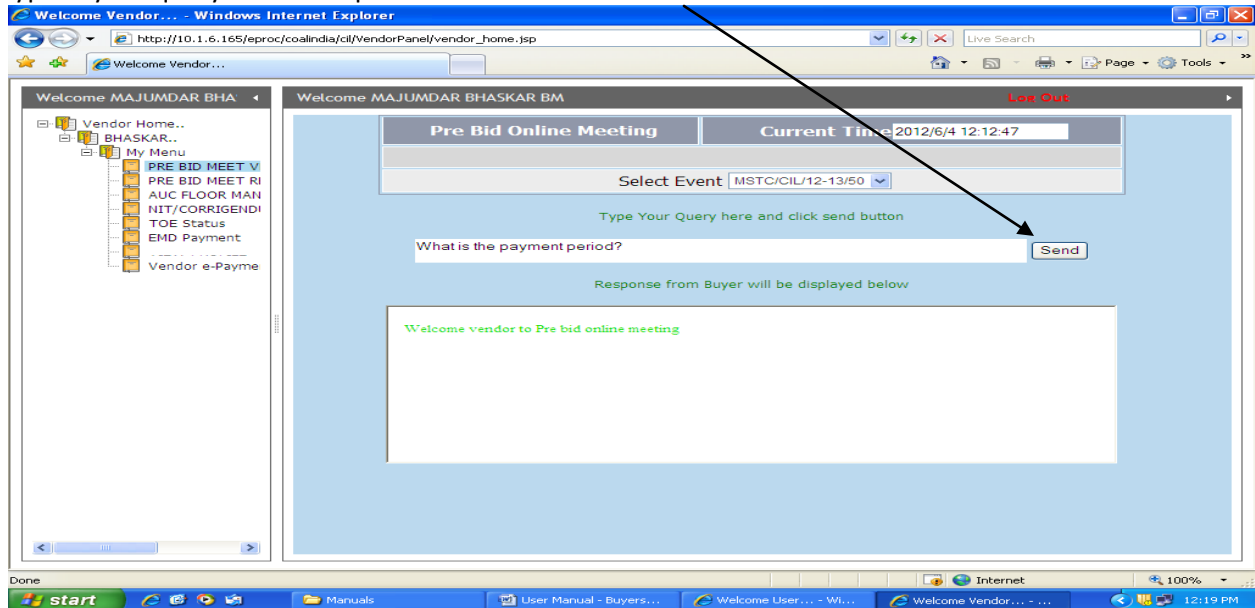 Welcome Vendor... - Windows Internet Explorer
http://10.1.6.165/eproc/coalindia/cil/VendorPanel/vendor_home.jsp
Live Search
Welcome Vendor...
Page
Tools
Welcome MAJUMDAR BHA
Welcome MAJUMDAR BHASKAR BM
Log Out
Vendor Home..
BHASKAR..
My Menu
PRE BID MEET V
PRE BID MEET RI
AUC FLOOR MAN
NIT/CORRIGEND
TOE Status
EMD Payment
Vendor e-Payme
Pre Bid Online Meeting
Current Time 2012/6/4 12:12:47
Select Event MSTC/CIL/12-13/50
Type Your Query here and click send button
What is the payment period?
Send
Response from Buyer will be displayed below
Welcome vendor to Pre bid online meeting
Done
Internet
100%
start
Manuals
User Manual - Buyers...
Welcome User... - Wi...
Welcome Vendor... - ...
12:19 PM